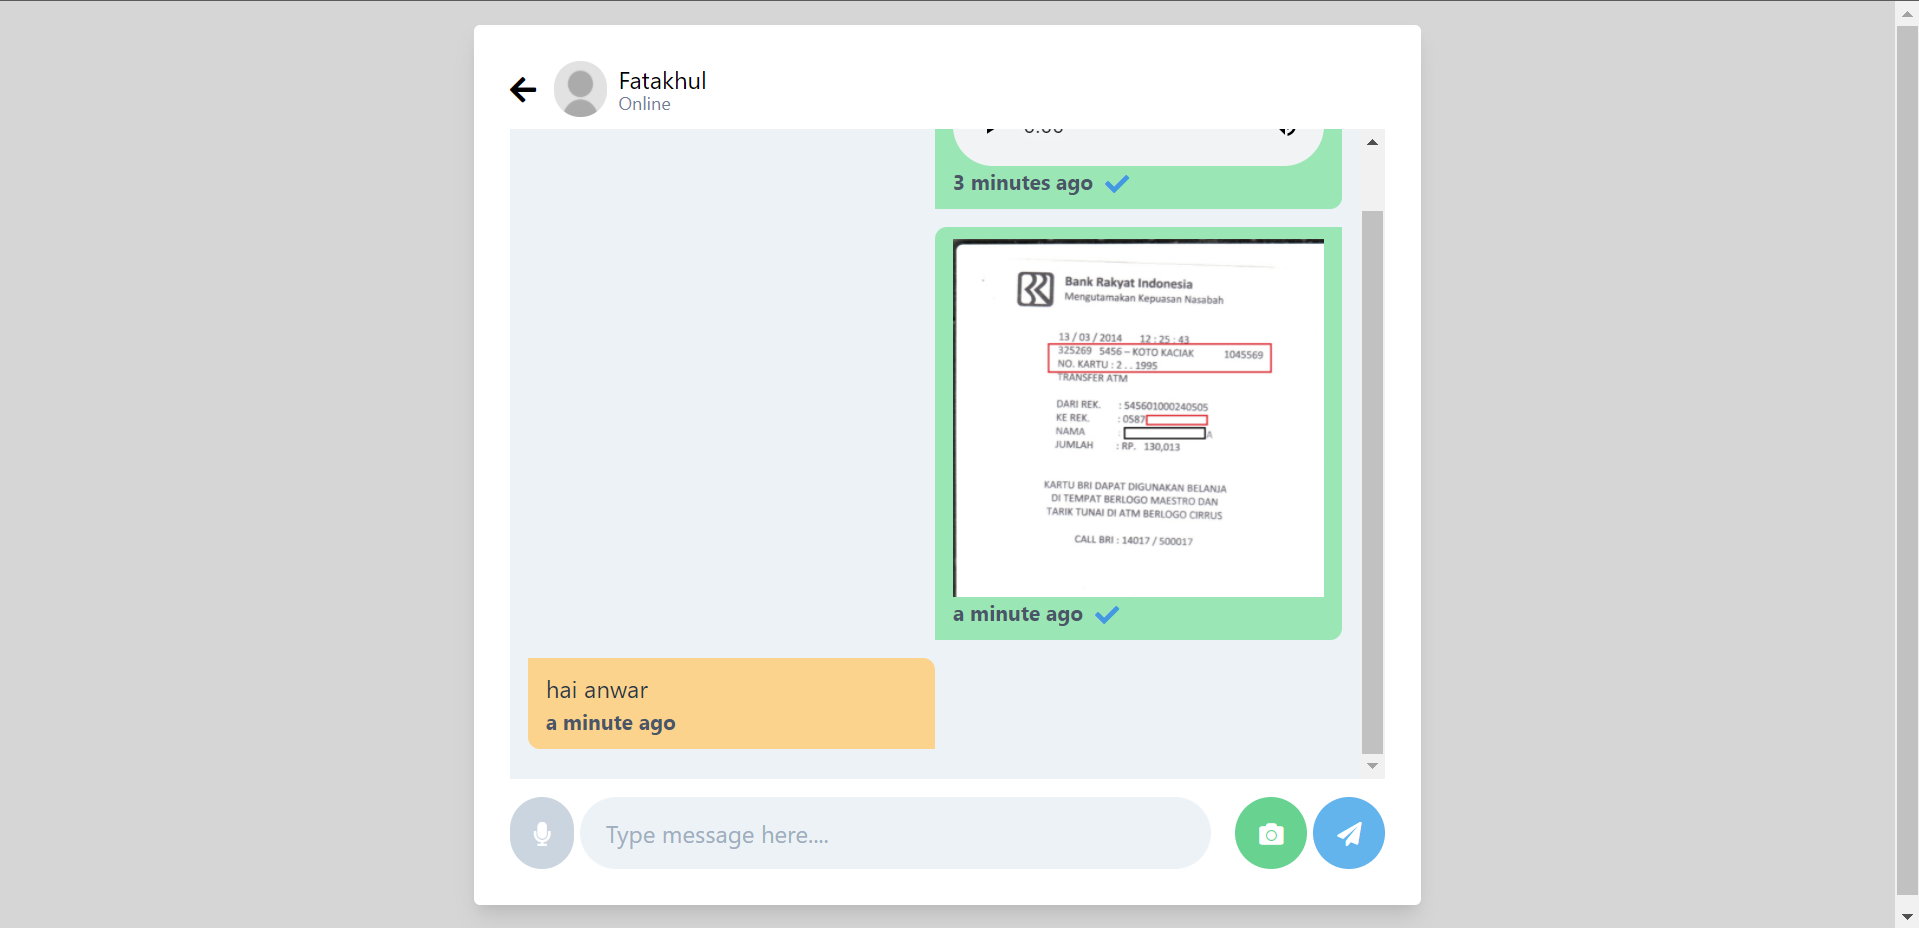 Fatakhul
Online
3 minutes ago
Bank Rakyat Indonesia
Mengutamakan Kepuasan Nasabah
13 / 03 / 2014 12 : 25 : 43
325269 5456 – KOTO KACIAK 1045569
NO. KARTU : 2 . . 1995
TRANSFER ATM
DARI REK. : 545601000240505
KE REK. : 0587
NAMA : A
JUMLAH : RP. 130,013
KARTU BRI DAPAT DIGUNAKAN BELANJA
DI TEMPAT BERLOGO MAESTRO DAN
TARIK TUNAI DI ATM BERLOGO CIRRUS
CALL BRI : 14017 / 500017
a minute ago
hai anwar
a minute ago
Type message here....